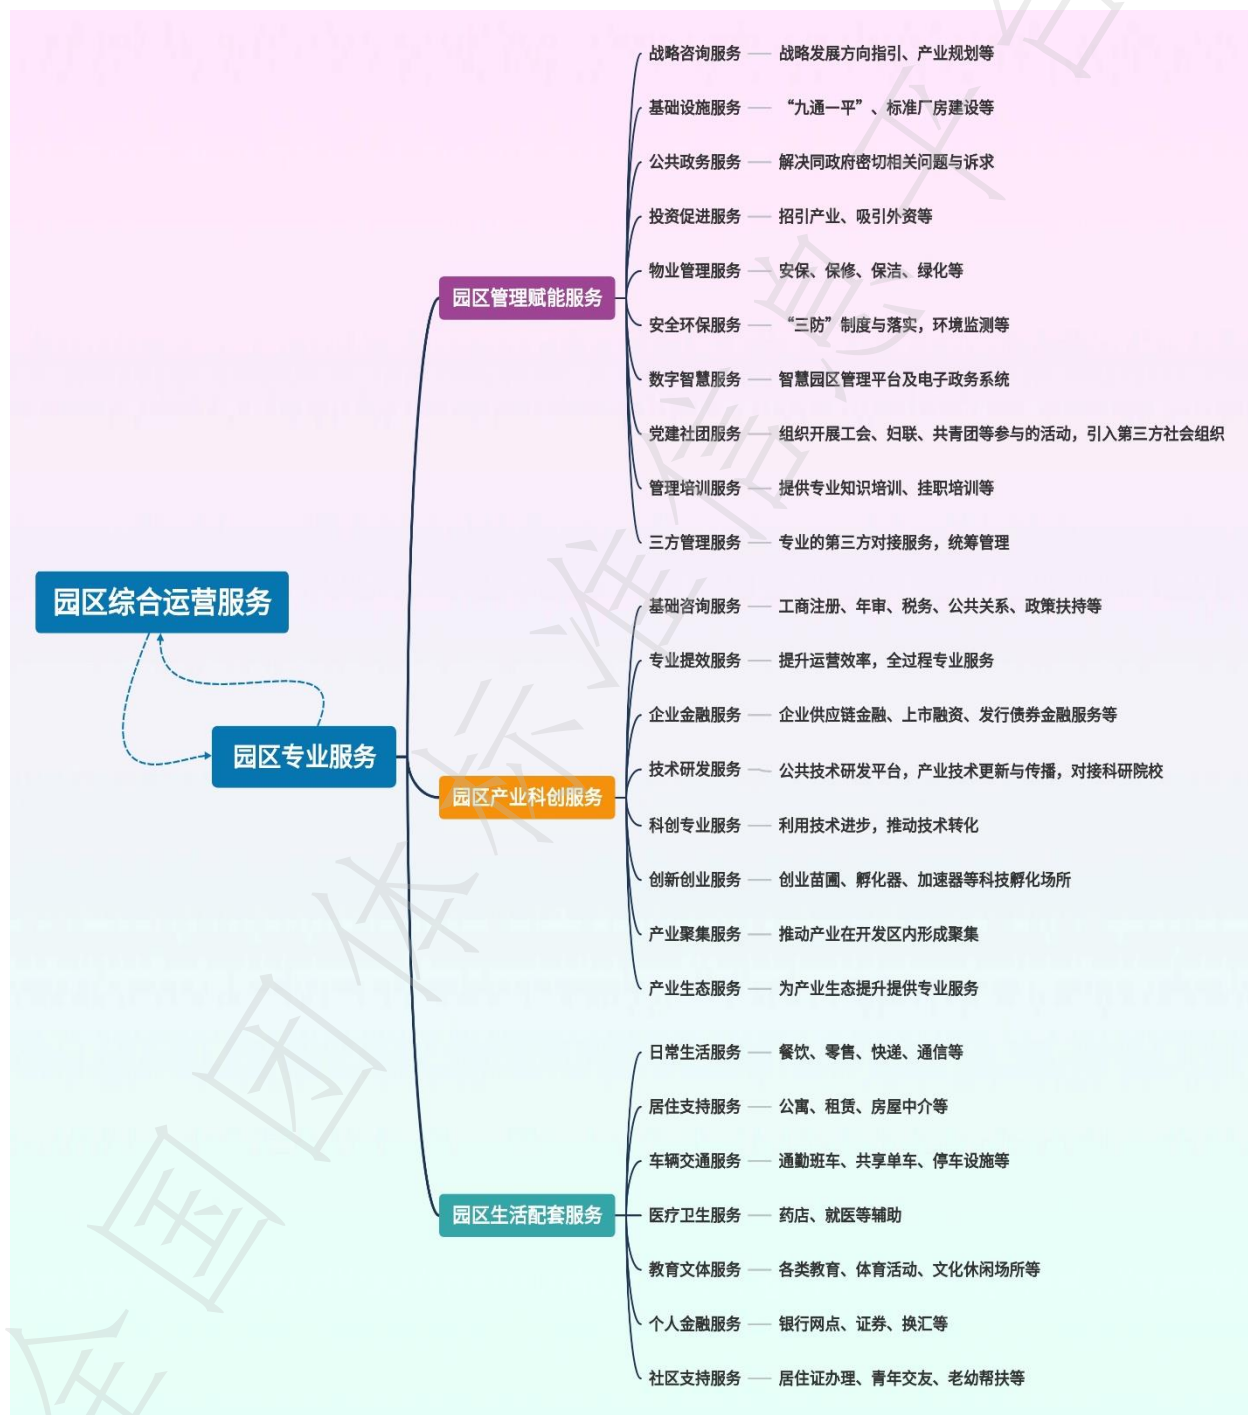 战略咨询服务 战略发展方向指引、产业规划等
基础设施服务 “九通一平”、标准厂房建设等
公共政务服务 解决同政府密切相关问题与诉求
投资促进服务 招引产业、吸引外资等
物业管理服务 安保、保修、保洁、绿化等
园区管理赋能服务
安全环保服务 “三防”制度与落实，环境监测等
数字智慧服务 智慧园区管理平台及电子政务系统
党建社团服务 组织开展工会、妇联、共青团等参与的活动，引入第三方社会组织
管理培训服务 提供专业知识培训、挂职培训等
三方管理服务 专业的第三方对接服务，统筹管理
园区综合运营服务
基础咨询服务 工商注册、年审、税务、公共关系、政策扶持等
专业提效服务 提升运营效率，全过程专业服务
企业金融服务 企业供应链金融、上市融资、发行债券金融服务等
园区专业服务
技术研发服务 公共技术研发平台，产业技术更新与传播，对接科研院校
园区产业科创服务
科创专业服务 利用技术进步，推动技术转化
创新创业服务 创业苗圃、孵化器、加速器等科技孵化场所
产业聚集服务 推动产业在开发区内形成聚集
产业生态服务 为产业生态提升提供专业服务
日常生活服务 餐饮、零售、快递、通信等
居住支持服务 公寓、租赁、房屋中介等
车辆交通服务 通勤班车、共享单车、停车设施等
园区生活配套服务
医疗卫生服务 药店、就医等辅助
教育文体服务 各类教育、体育活动、文化休闲场所等
个人金融服务 银行网点、证券、换汇等
社区支持服务 居住证办理、青年交友、老幼帮扶等
全国团体标准信息平台